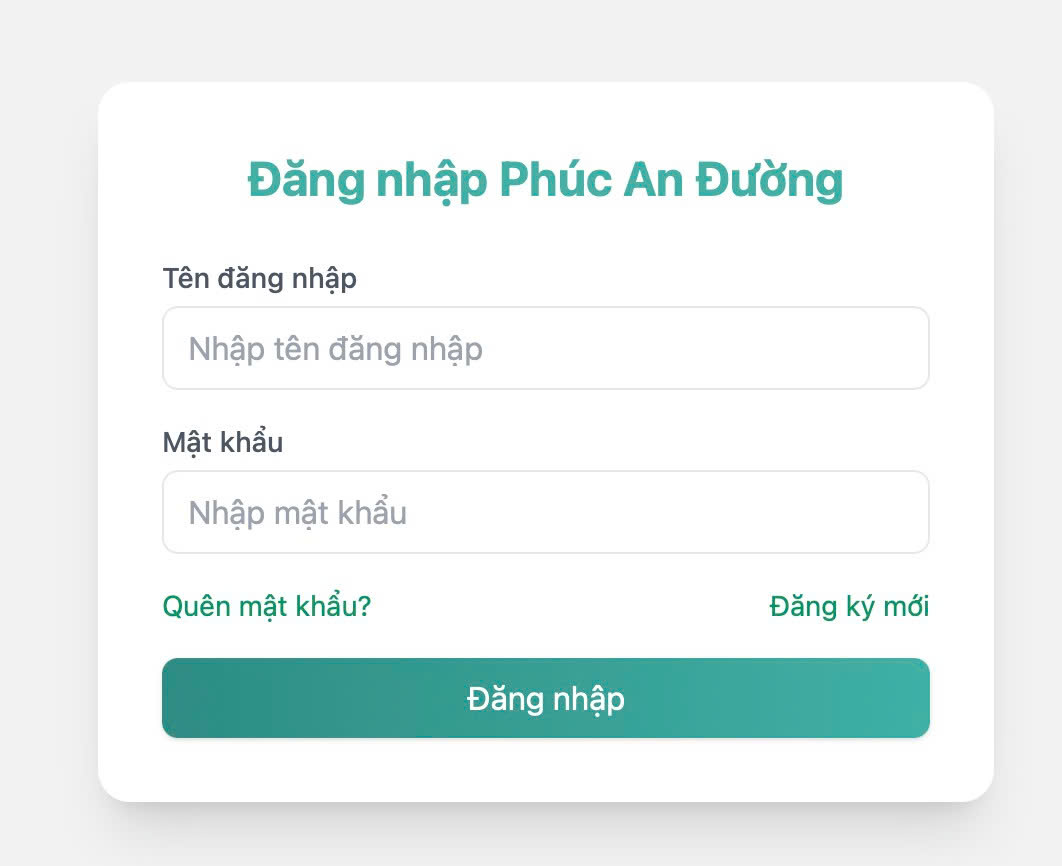 Đăng nhập Phúc An Đường
Tên đăng nhập
Nhập tên đăng nhập
Mật khẩu
Nhập mật khẩu
Quên mật khẩu? Đăng ký mới
Đăng nhập